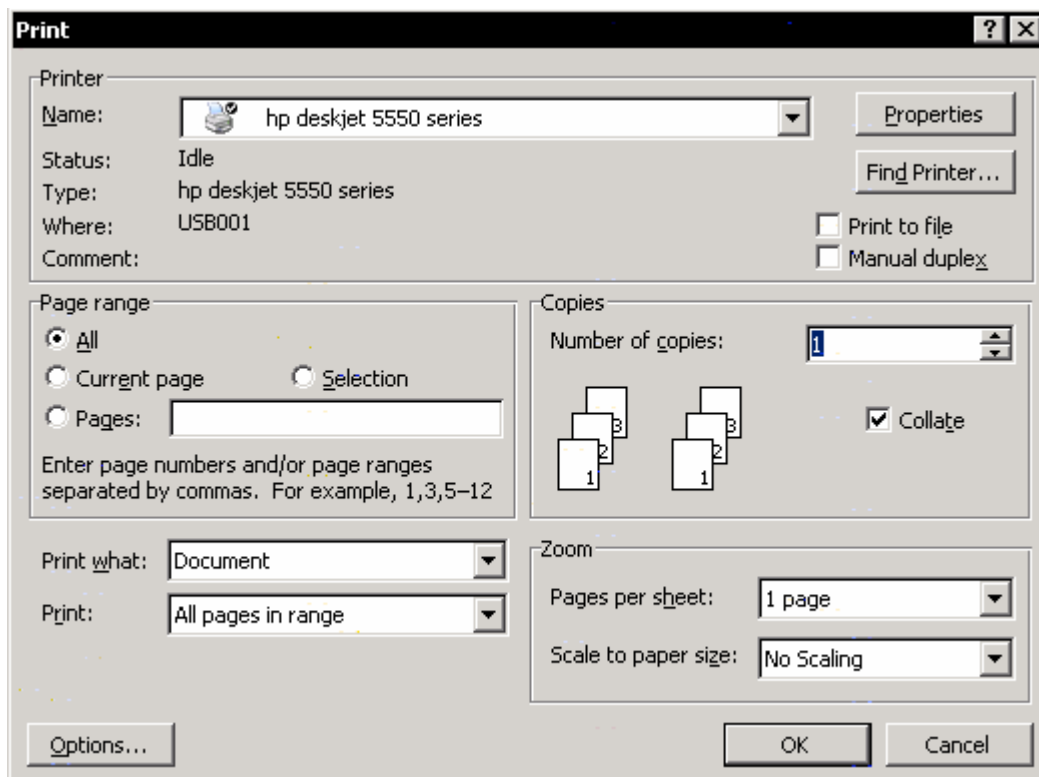 Print
Printer
Name: hp deskjet 5550 series Properties
Status: Idle
Find Printer...
Type: hp deskjet 5550 series
Where: USB001 Print to file
Comment: Manual duplex
Page range
All
Current page Selection
Pages:
Enter page numbers and/or page ranges
separated by commas. For example, 1,3,5–12
Copies
Number of copies: 1
3 3
2 2
1 1
Collate
Print what: Document
Print: All pages in range
Zoom
Pages per sheet: 1 page
Scale to paper size: No Scaling
Options... OK Cancel